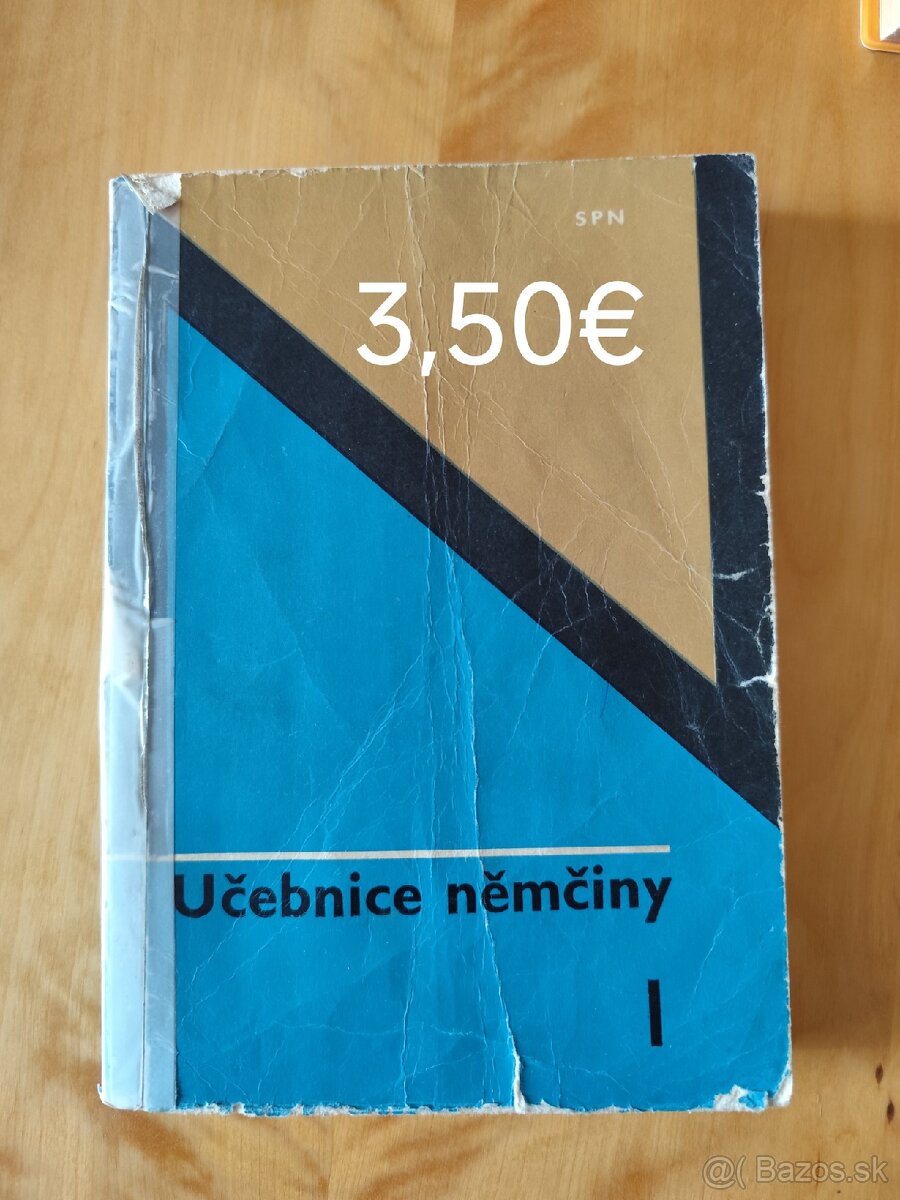 SPN
3,50€
Učebnice němčiny
I
@( Bazos.sk